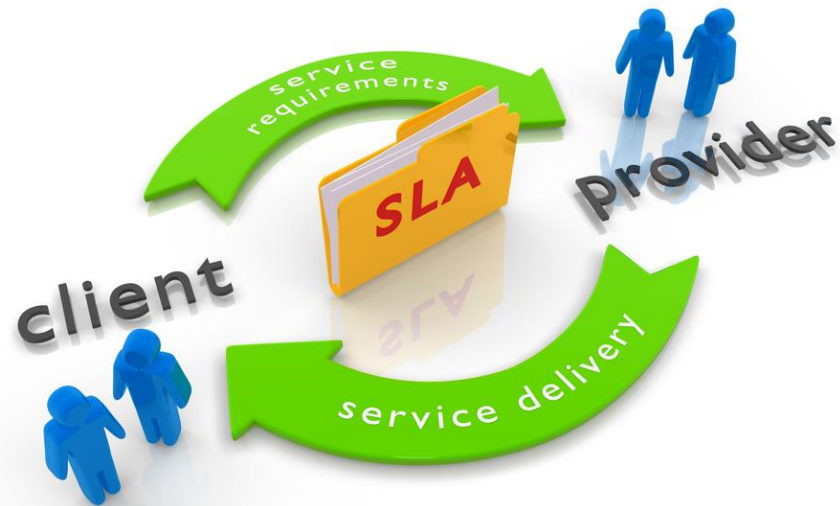 service
requirements
SLA
provider
client
service delivery